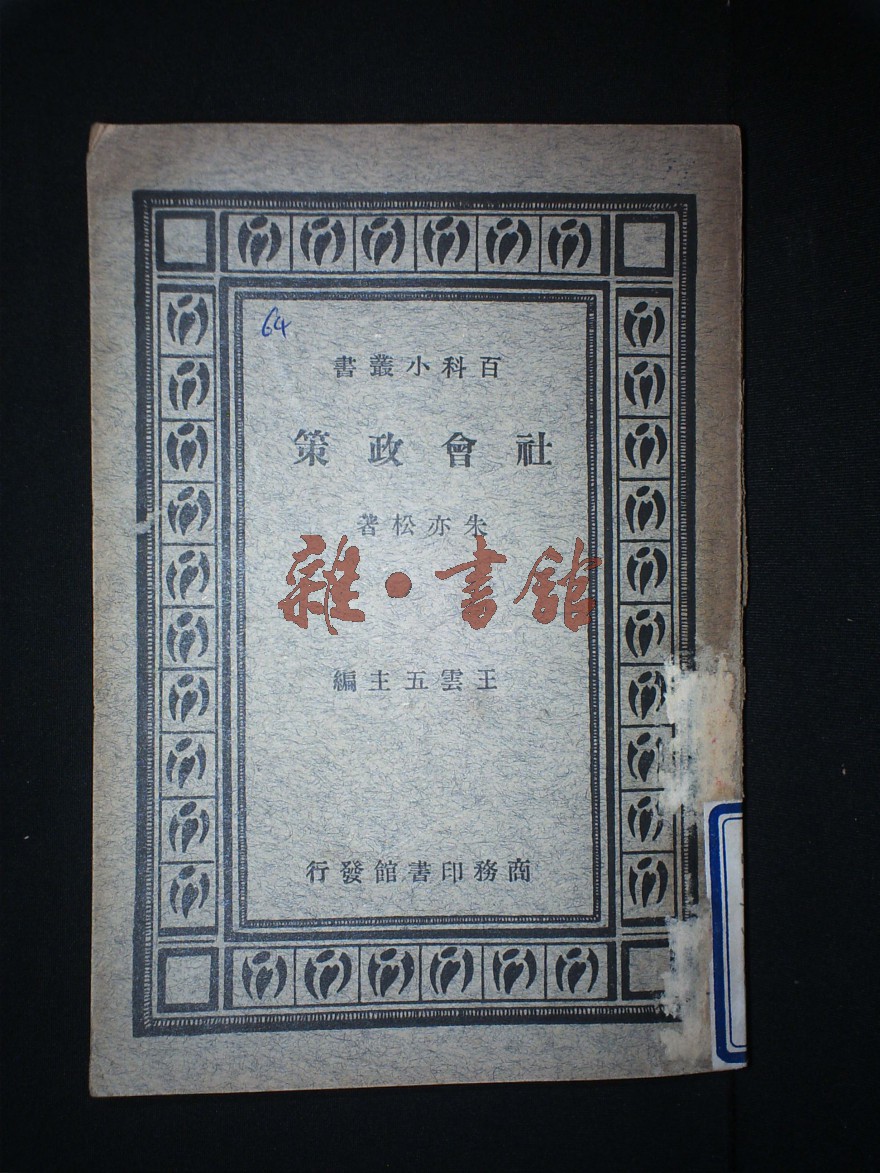 64
百科小叢書
社會政策
朱亦松著
雜·書館
王雲五主編
商務印書館發行